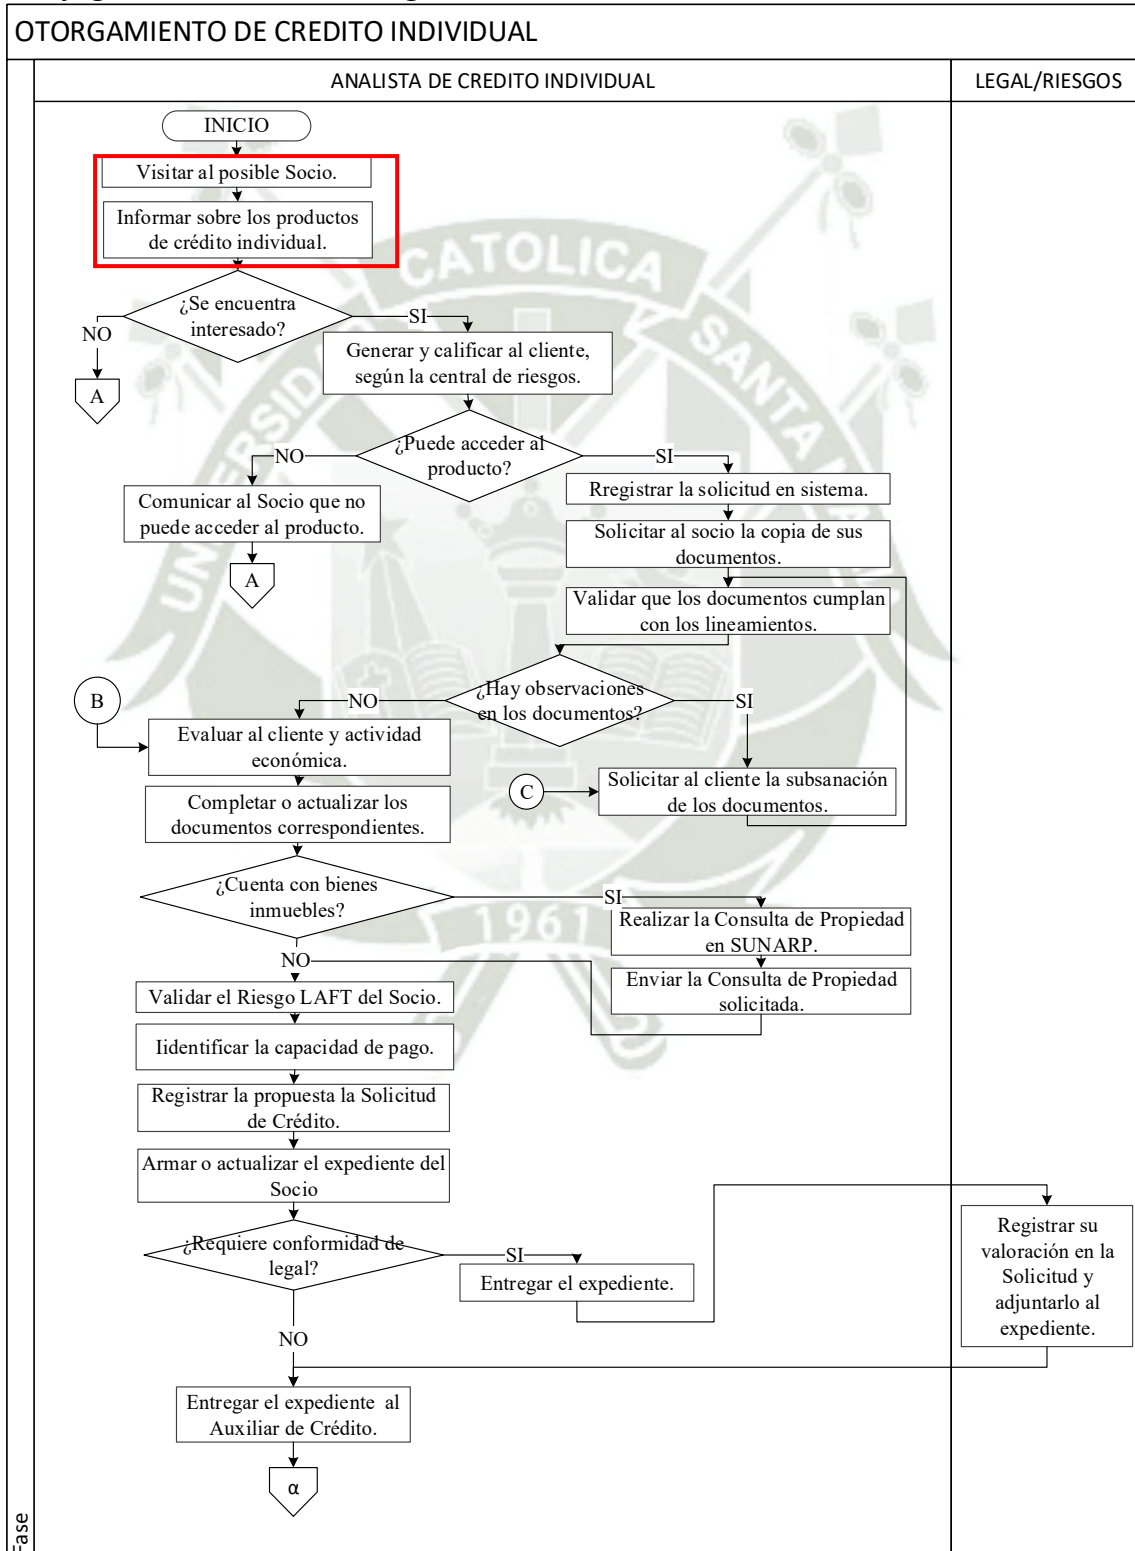 OTORGAMIENTO DE CREDITO INDIVIDUAL
ANALISTA DE CREDITO INDIVIDUAL
LEGAL/RIESGOS
INICIO
Visitar al posible Socio.
Informar sobre los productos
de crédito individual.
¿Se encuentra
interesado?
NO
SI
A
Generar y calificar al cliente,
según la central de riesgos.
¿Puede acceder al
producto?
NO
SI
Comunicar al Socio que no
puede acceder al producto.
A
Rregistrar la solicitud en sistema.
Solicitar al socio la copia de sus
documentos.
Validar que los documentos cumplan
con los lineamientos.
¿Hay observaciones
en los documentos?
NO
SI
B
Evaluar al cliente y actividad
económica.
C
Solicitar al cliente la subsanación
de los documentos.
Completar o actualizar los
documentos correspondientes.
¿Cuenta con bienes
inmuebles?
SI
NO
Realizar la Consulta de Propiedad
en SUNARP.
Enviar la Consulta de Propiedad
solicitada.
Validar el Riesgo LAFT del Socio.
Iidentificar la capacidad de pago.
Registrar la propuesta la Solicitud
de Crédito.
Armar o actualizar el expediente del
Socio
¿Requiere conformidad de
legal?
SI
NO
Entregar el expediente.
Registrar su
valoración en la
Solicitud y
adjuntarlo al
expediente.
Entregar el expediente al
Auxiliar de Crédito.
α
Fase
CATOLICA
SANTA
1961